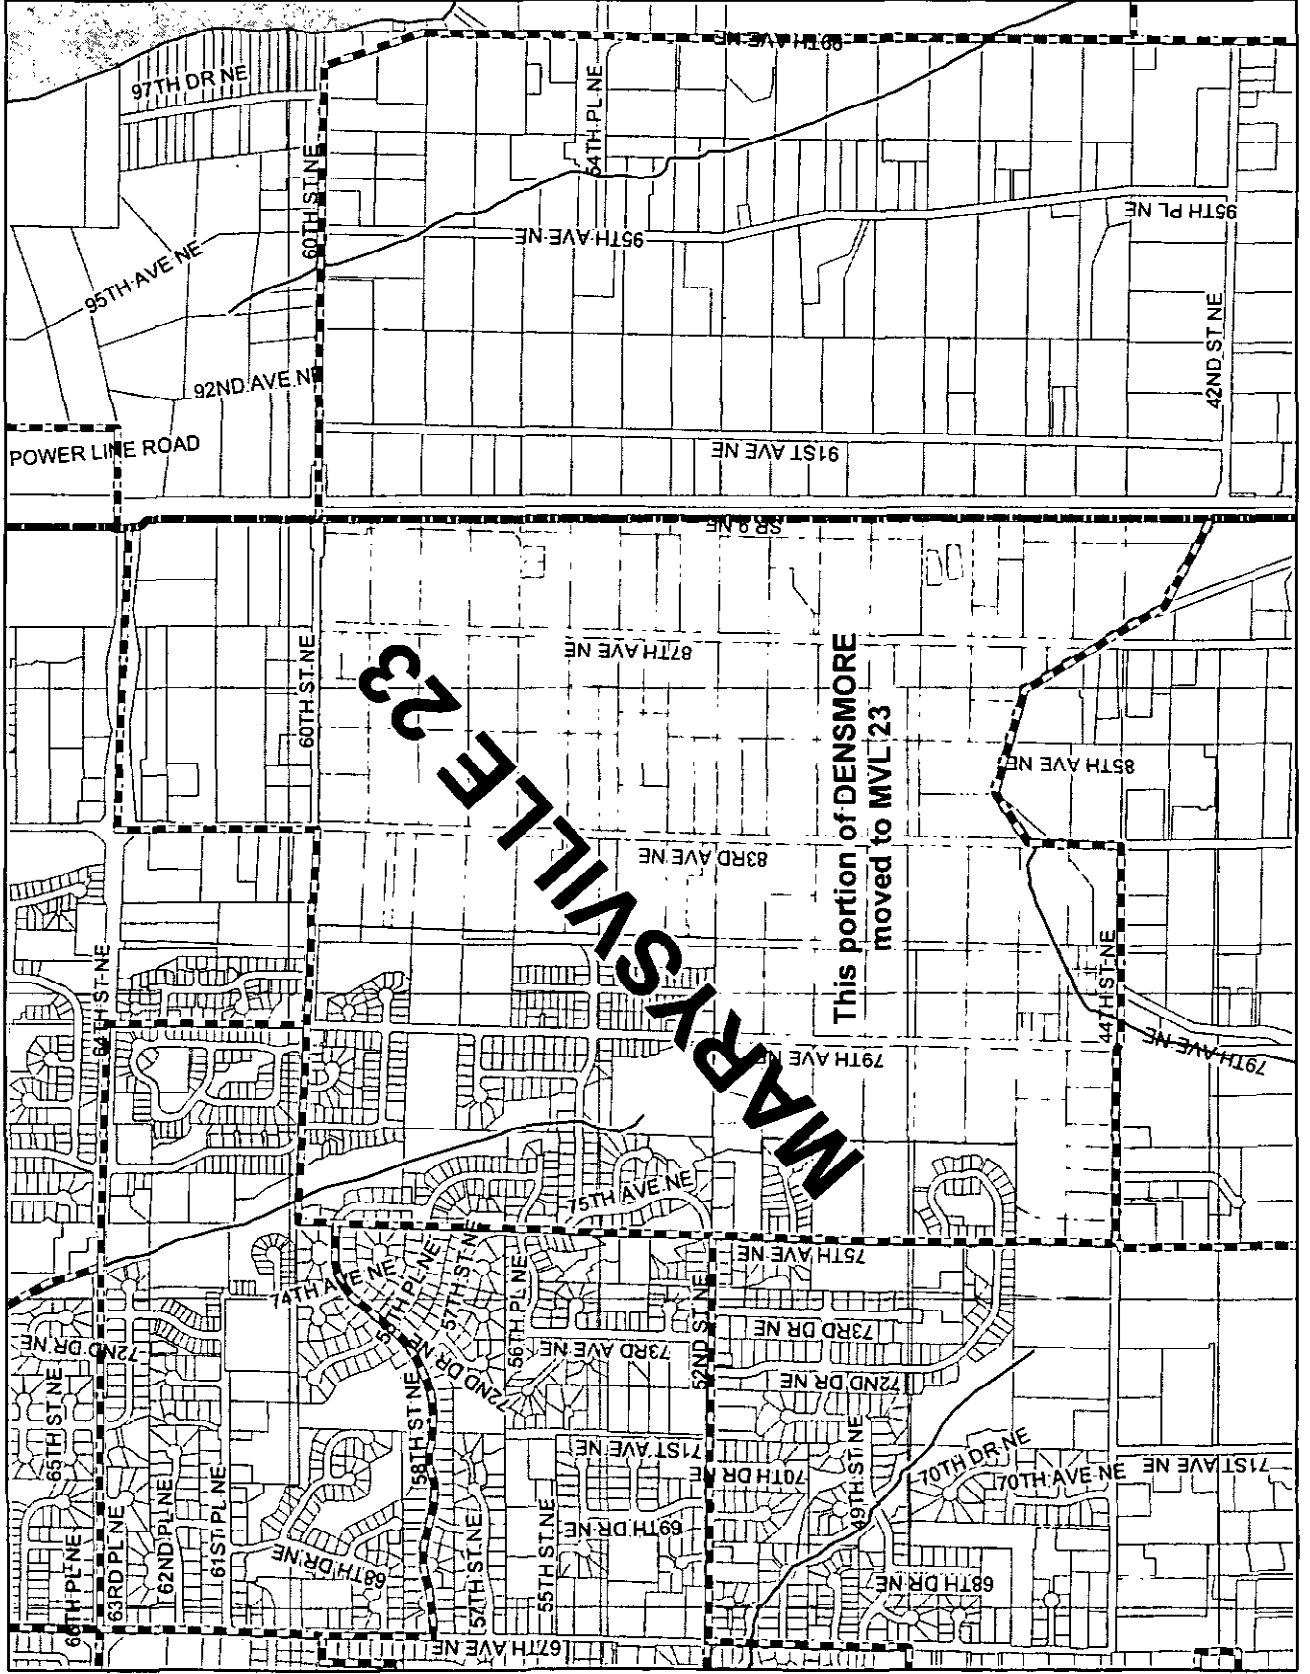 99TH AVE NE
97TH DR NE
54TH PL NE
60TH ST NE
95TH PL NE
95TH AVE NE
95TH AVE NE
42ND ST NE
92ND AVE NE
POWER LINE ROAD
91ST AVE NE
SR 9 NE
87TH AVE NE
60TH ST NE
MARYSVILLE 23
This portion of DENSMORE
moved to MVL 23
85TH AVE NE
83RD AVE NE
64TH ST NE
44TH ST NE
79TH AVE NE
79TH AVE NE
75TH AVE NE
75TH AVE NE
74TH AVE NE
58TH PL NE
57TH ST NE
56TH PL NE
52ND ST NE
72ND DR NE
73RD AVE NE
73RD DR NE
72ND DR NE
72ND DR NE
65TH ST NE
58TH ST NE
71ST AVE NE
70TH DR NE
49TH ST NE
70TH DR NE
70TH AVE NE
71ST AVE NE
66TH PL NE
63RD PL NE
62ND PL NE
61ST PL NE
68TH DR NE
57TH ST NE
55TH ST NE
69TH DR NE
68TH DR NE
67TH AVE NE